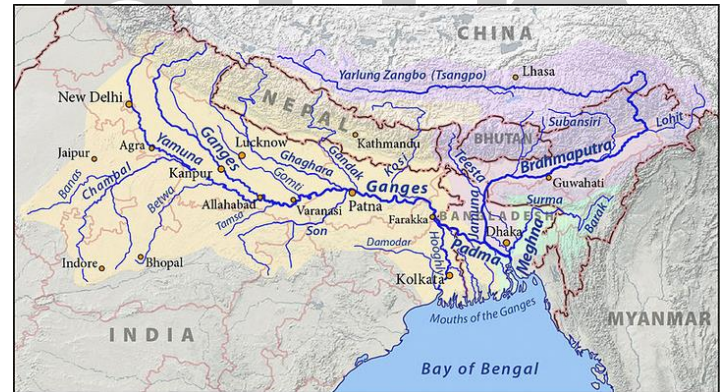 CHINA
Yarlung Zangbo (Tsangpo)
Lhasa
New Delhi
NEPAL
Subansiri
Lohit
BHUTAN
Agra
Yamuna
Ganges
Lucknow
Kathmandu
Teesta
Brahmaputra
Jaipur
Ghaghara
Gandak
Kosi
Kanpur
Banas
Chambal
Gomti
Ganges
Guwahati
Betwa
Allahabad
Varanasi
Patna
Jamuna
Surma
Barak
Tamsa
Son
Farakka
BANGLADESH
Dhaka
Meghna
Damodar
Hooghly
Padma
Indore
Bhopal
Kolkata
Mouths of the Ganges
MYANMAR
INDIA
Bay of Bengal